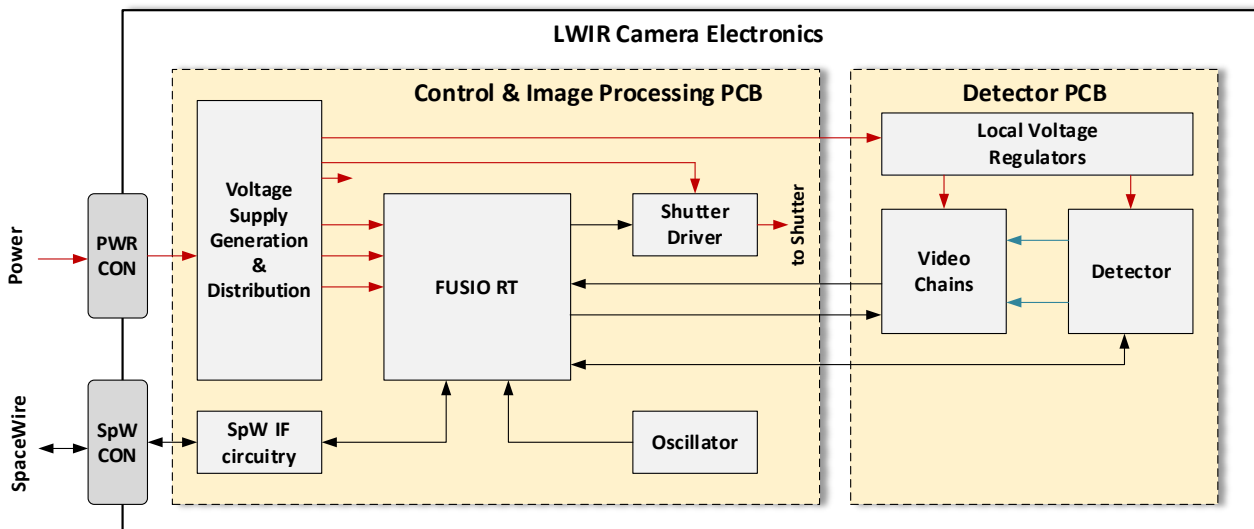 LWIR Camera Electronics
Control & Image Processing PCB
Detector PCB
Local Voltage
Regulators
Voltage
Supply
Generation
&
Distribution
Shutter
Driver
to Shutter
Power
PWR
CON
FUSIO RT
Video
Chains
Detector
SpaceWire
SpW
CON
SpW IF
circuitry
Oscillator